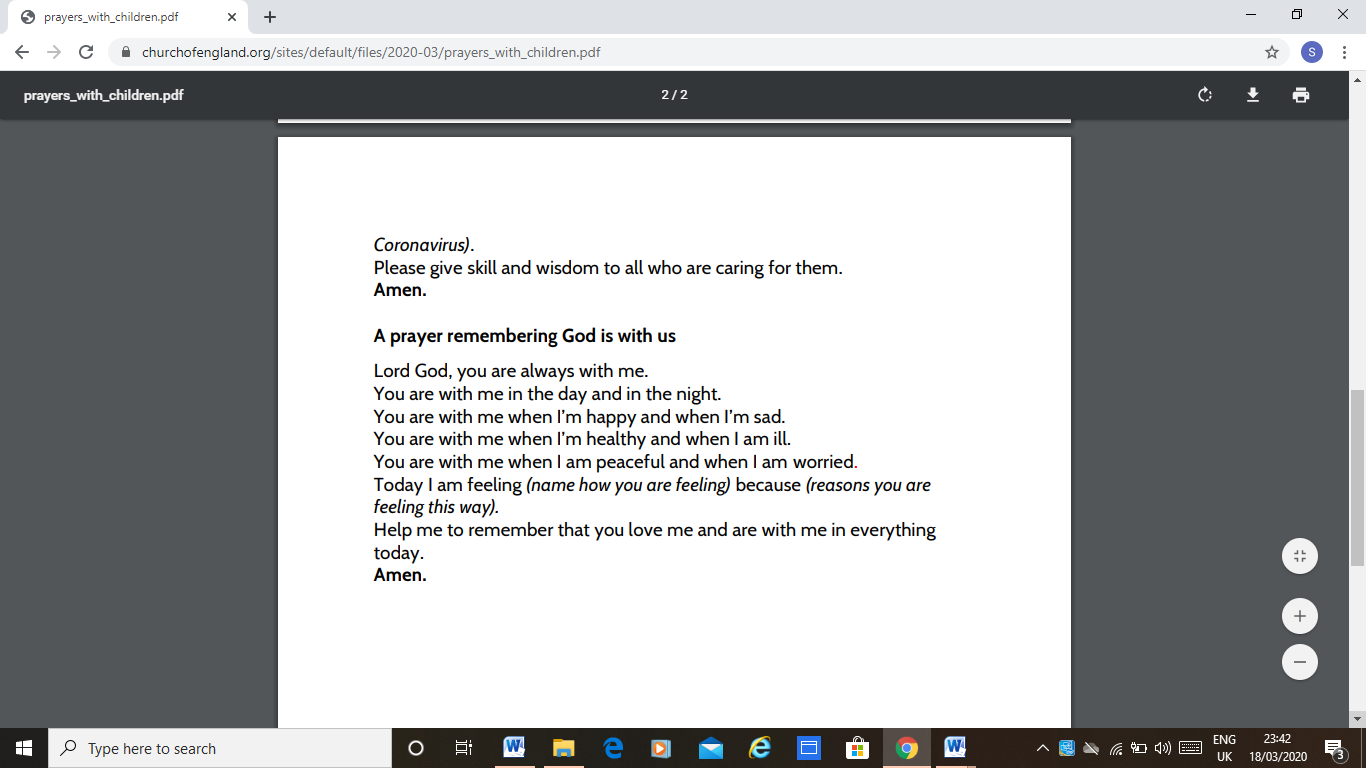 prayers_with_children.pdf
churchofengland.org/sites/default/files/2020-03/prayers_with_children.pdf
S
prayers_with_children.pdf
2 / 2
Coronavirus).
Please give skill and wisdom to all who are caring for them.
Amen.
A prayer remembering God is with us
Lord God, you are always with me.
You are with me in the day and in the night.
You are with me when I'm happy and when I'm sad.
You are with me when I'm healthy and when I am ill.
You are with me when I am peaceful and when I am worried.
Today I am feeling (name how you are feeling) because (reasons you are
feeling this way).
Help me to remember that you love me and are with me in everything
today.
Amen.
Type here to search
ENG
UK
23:42
18/03/2020
3